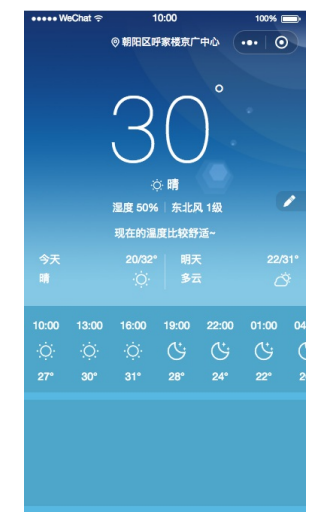 WeChat 10:00 100%
朝阳区呼家楼京广中心
30°
晴
湿度 50% 东北风 1级
现在的温度比较舒适~
今天 20/32° 明天 22/31°
晴 多云
10:00 13:00 16:00 19:00 22:00 01:00 04
27° 30° 31° 28° 24° 22° 2